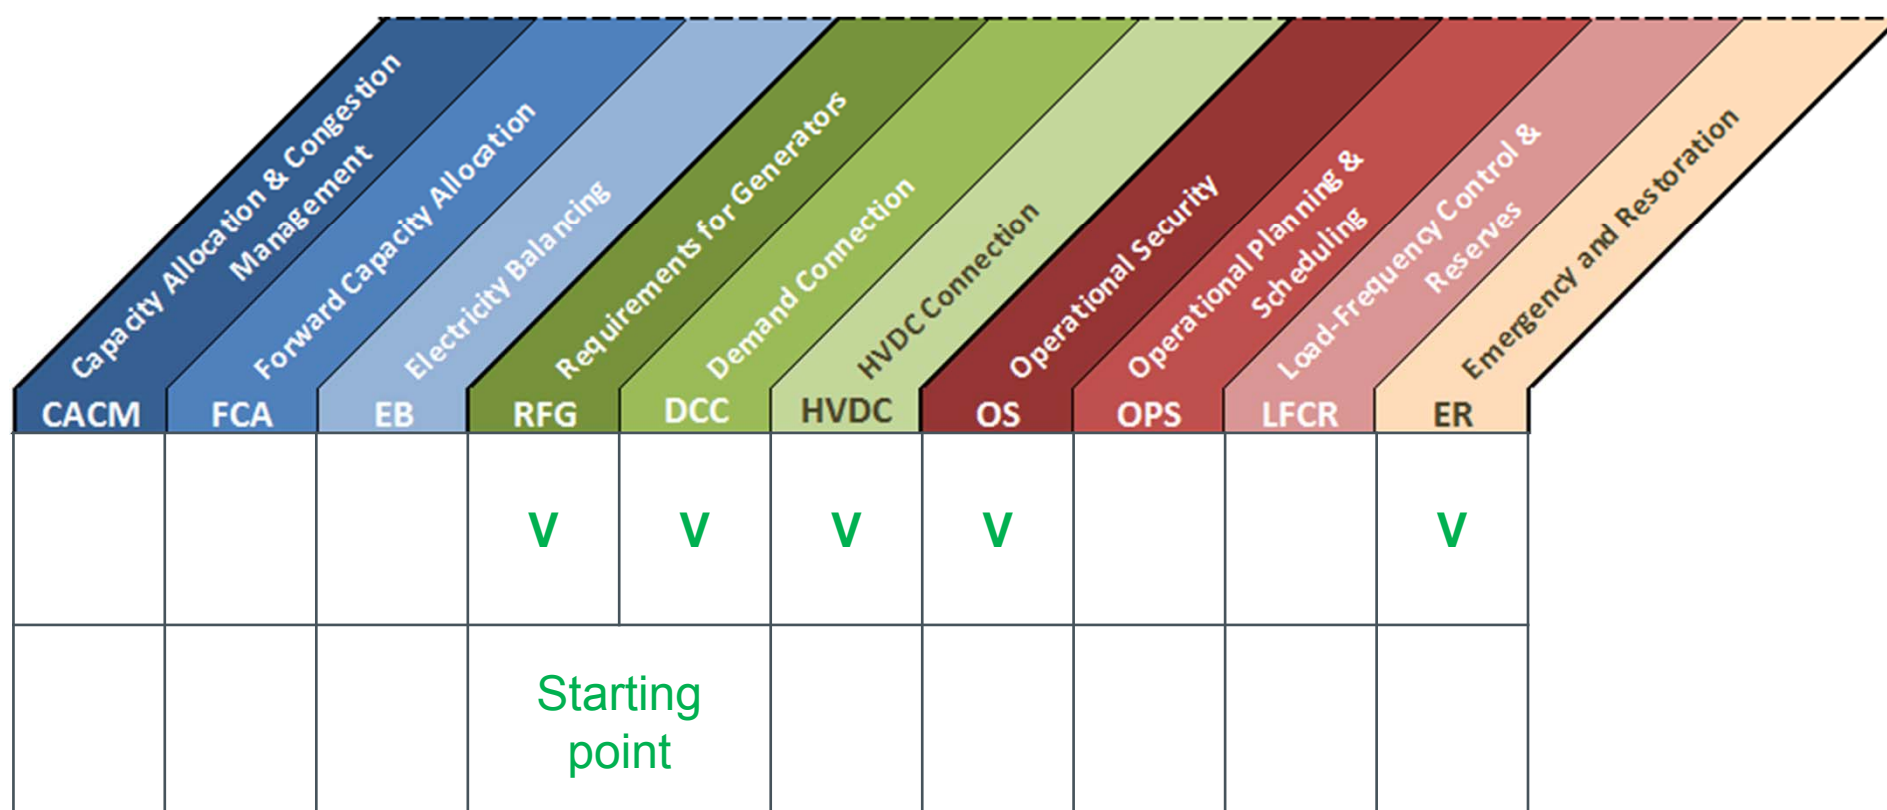 Capacity Allocation & Congestion
Management
Forward Capacity Allocation
Electricity Balancing
Requirements for Generators
Demand Connection
HVDC Connection
Operational Security
Operational Planning &
Scheduling
Load-Frequency Control &
Reserves
Emergency and Restoration
CACM FCA EB RFG DCC HVDC OS OPS LFCR ER
V V V V V
Starting
point